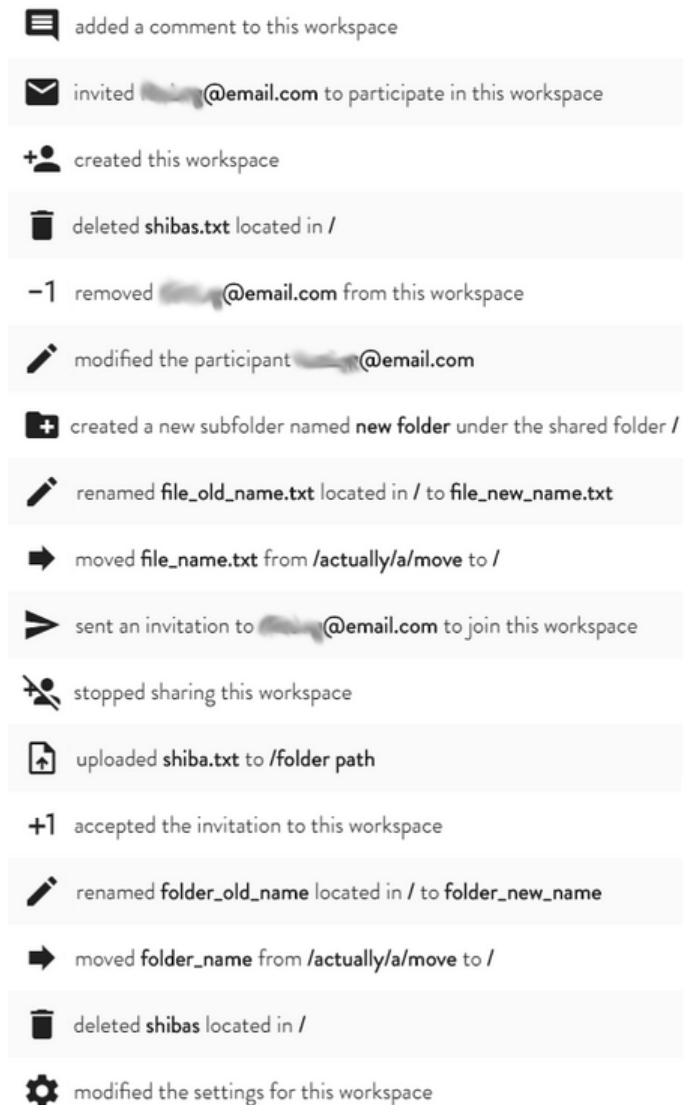 added a comment to this workspace
invited @email.com to participate in this workspace
created this workspace
deleted shibas.txt located in /
-1 removed @email.com from this workspace
modified the participant @email.com
created a new subfolder named new folder under the shared folder /
renamed file_old_name.txt located in / to file_new_name.txt
moved file_name.txt from /actually/a/move to /
sent an invitation to @email.com to join this workspace
stopped sharing this workspace
uploaded shiba.txt to /folder path
+1 accepted the invitation to this workspace
renamed folder_old_name located in / to folder_new_name
moved folder_name from /actually/a/move to /
deleted shibas located in /
modified the settings for this workspace